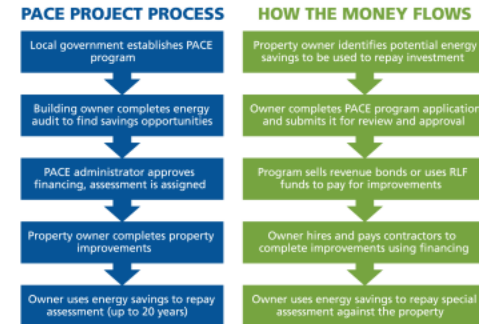 PACE PROJECT PROCESS
Local government establishes PACE
program
Building owner completes energy
audit to find savings opportunities
PACE administrator approves
financing, assessment is assigned
Property owner completes property
improvements
Owner uses energy savings to repay
assessment (up to 20 years)
HOW THE MONEY FLOWS
Property owner identifies potential energy
savings to be used to repay investment
Owner completes PACE program application
and submits it for review and approval
Program sells revenue bonds or uses RLF
funds to pay for improvements
Owner hires and pays contractors to
complete improvements using financing
Owner uses energy savings to repay special
assessment against the property